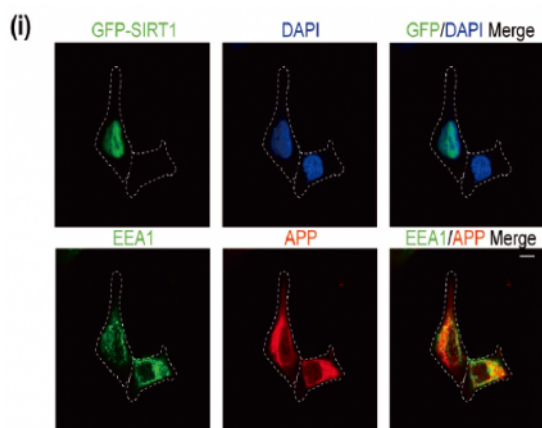 (i)
GFP-SIRT1 DAPI GFP/DAPI Merge
EEA1 APP EEA1/APP Merge